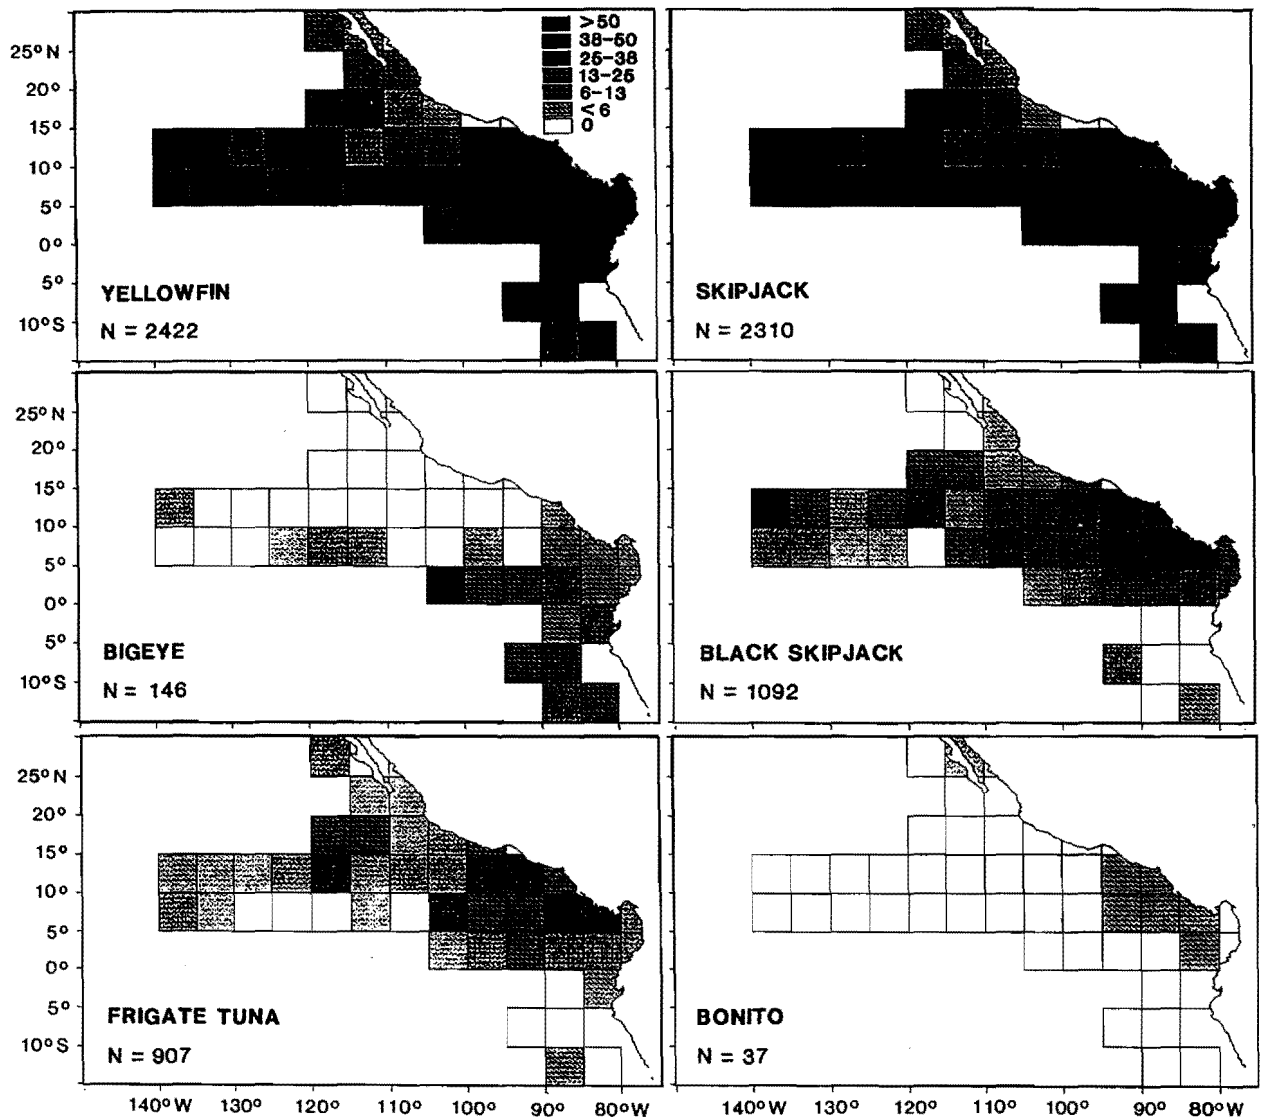 >50
38-50
25-38
13-25
6-13
<6
0
25° N
20°
15°
10°
5°
0°
5°
10°S
YELLOWFIN
N = 2422
SKIPJACK
N = 2310
25° N
20°
15°
10°
5°
0°
5°
10°S
BIGEYE
N = 146
BLACK SKIPJACK
N = 1092
25° N
20°
15°
10°
5°
0°
5°
10°S
FRIGATE TUNA
N = 907
BONITO
N = 37
140°W 130° 120° 110° 100° 90° 80°W
140°W 130° 120° 110° 100° 90° 80°W